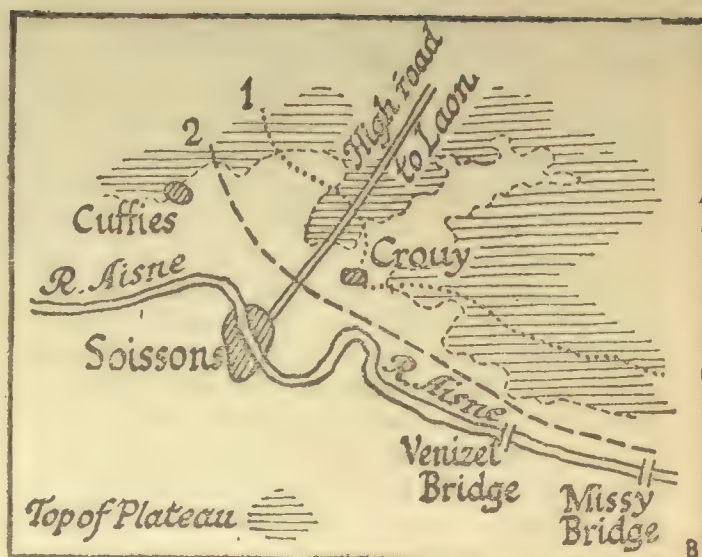 1
2
High road
to Laon
Cuffies
Crouy
R. Aisne
Soissons
R. Aisne
Venizel
Bridge
Missy
Bridge
Top of Plateau
B